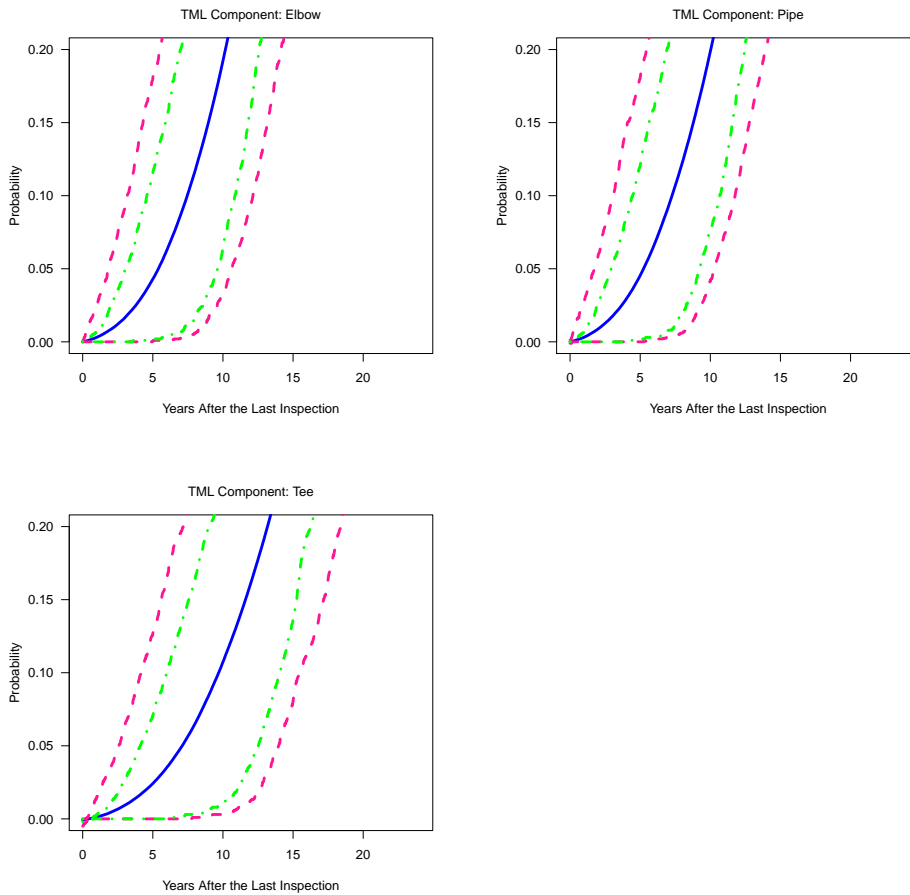 TML Component: Elbow
0.20
0.15
0.10
0.05
0.00
Probability
0 5 10 15 20
Years After the Last Inspection
TML Component: Pipe
0.20
0.15
0.10
0.05
0.00
Probability
0 5 10 15 20
Years After the Last Inspection
TML Component: Tee
0.20
0.15
0.10
0.05
0.00
Probability
0 5 10 15 20
Years After the Last Inspection